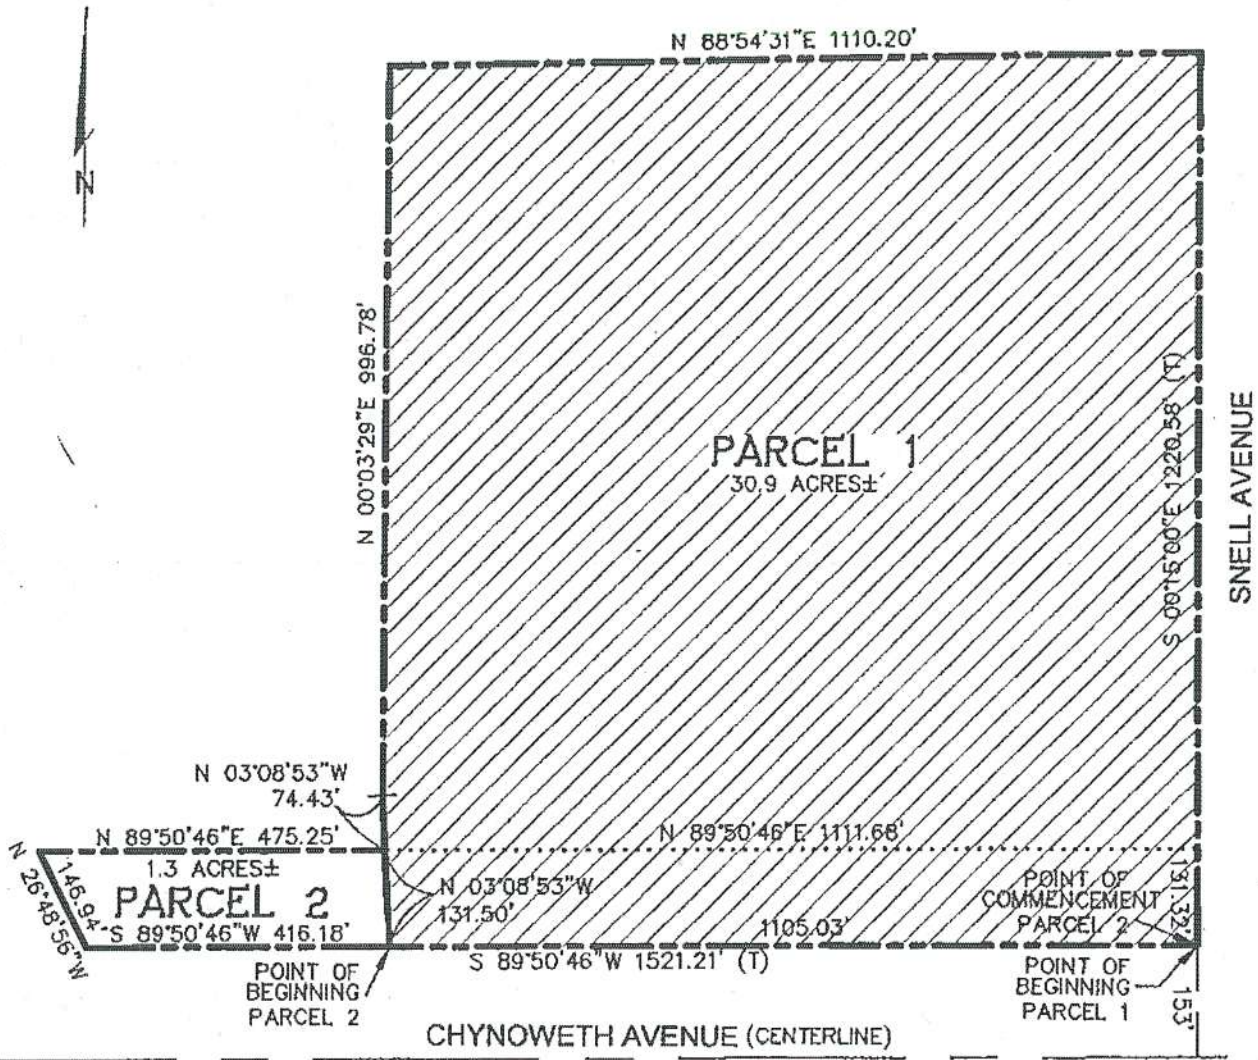 N 88°54'31"E 1110.20'
N
N 00°03'29"E 996.78'
PARCEL 1
30.9 ACRES±
S 00°15'00"E 1220.58' (T)
SNELL AVENUE
N 03°08'53"W
74.43'
N 89°50'46"E 475.25'
N 89°50'46"E 1111.68'
1.3 ACRES±
PARCEL 2
N 26°48'56"W
146.94'
S 89°50'46"W 416.18'
N 03°08'53"W
131.50'
131.32'
POINT OF
COMMENCEMENT
PARCEL 2
1105.03'
S 89°50'46"W 1521.21' (T)
POINT OF
BEGINNING
PARCEL 2
POINT OF
BEGINNING
PARCEL 1
153'
CHYNOWETH AVENUE (CENTERLINE)